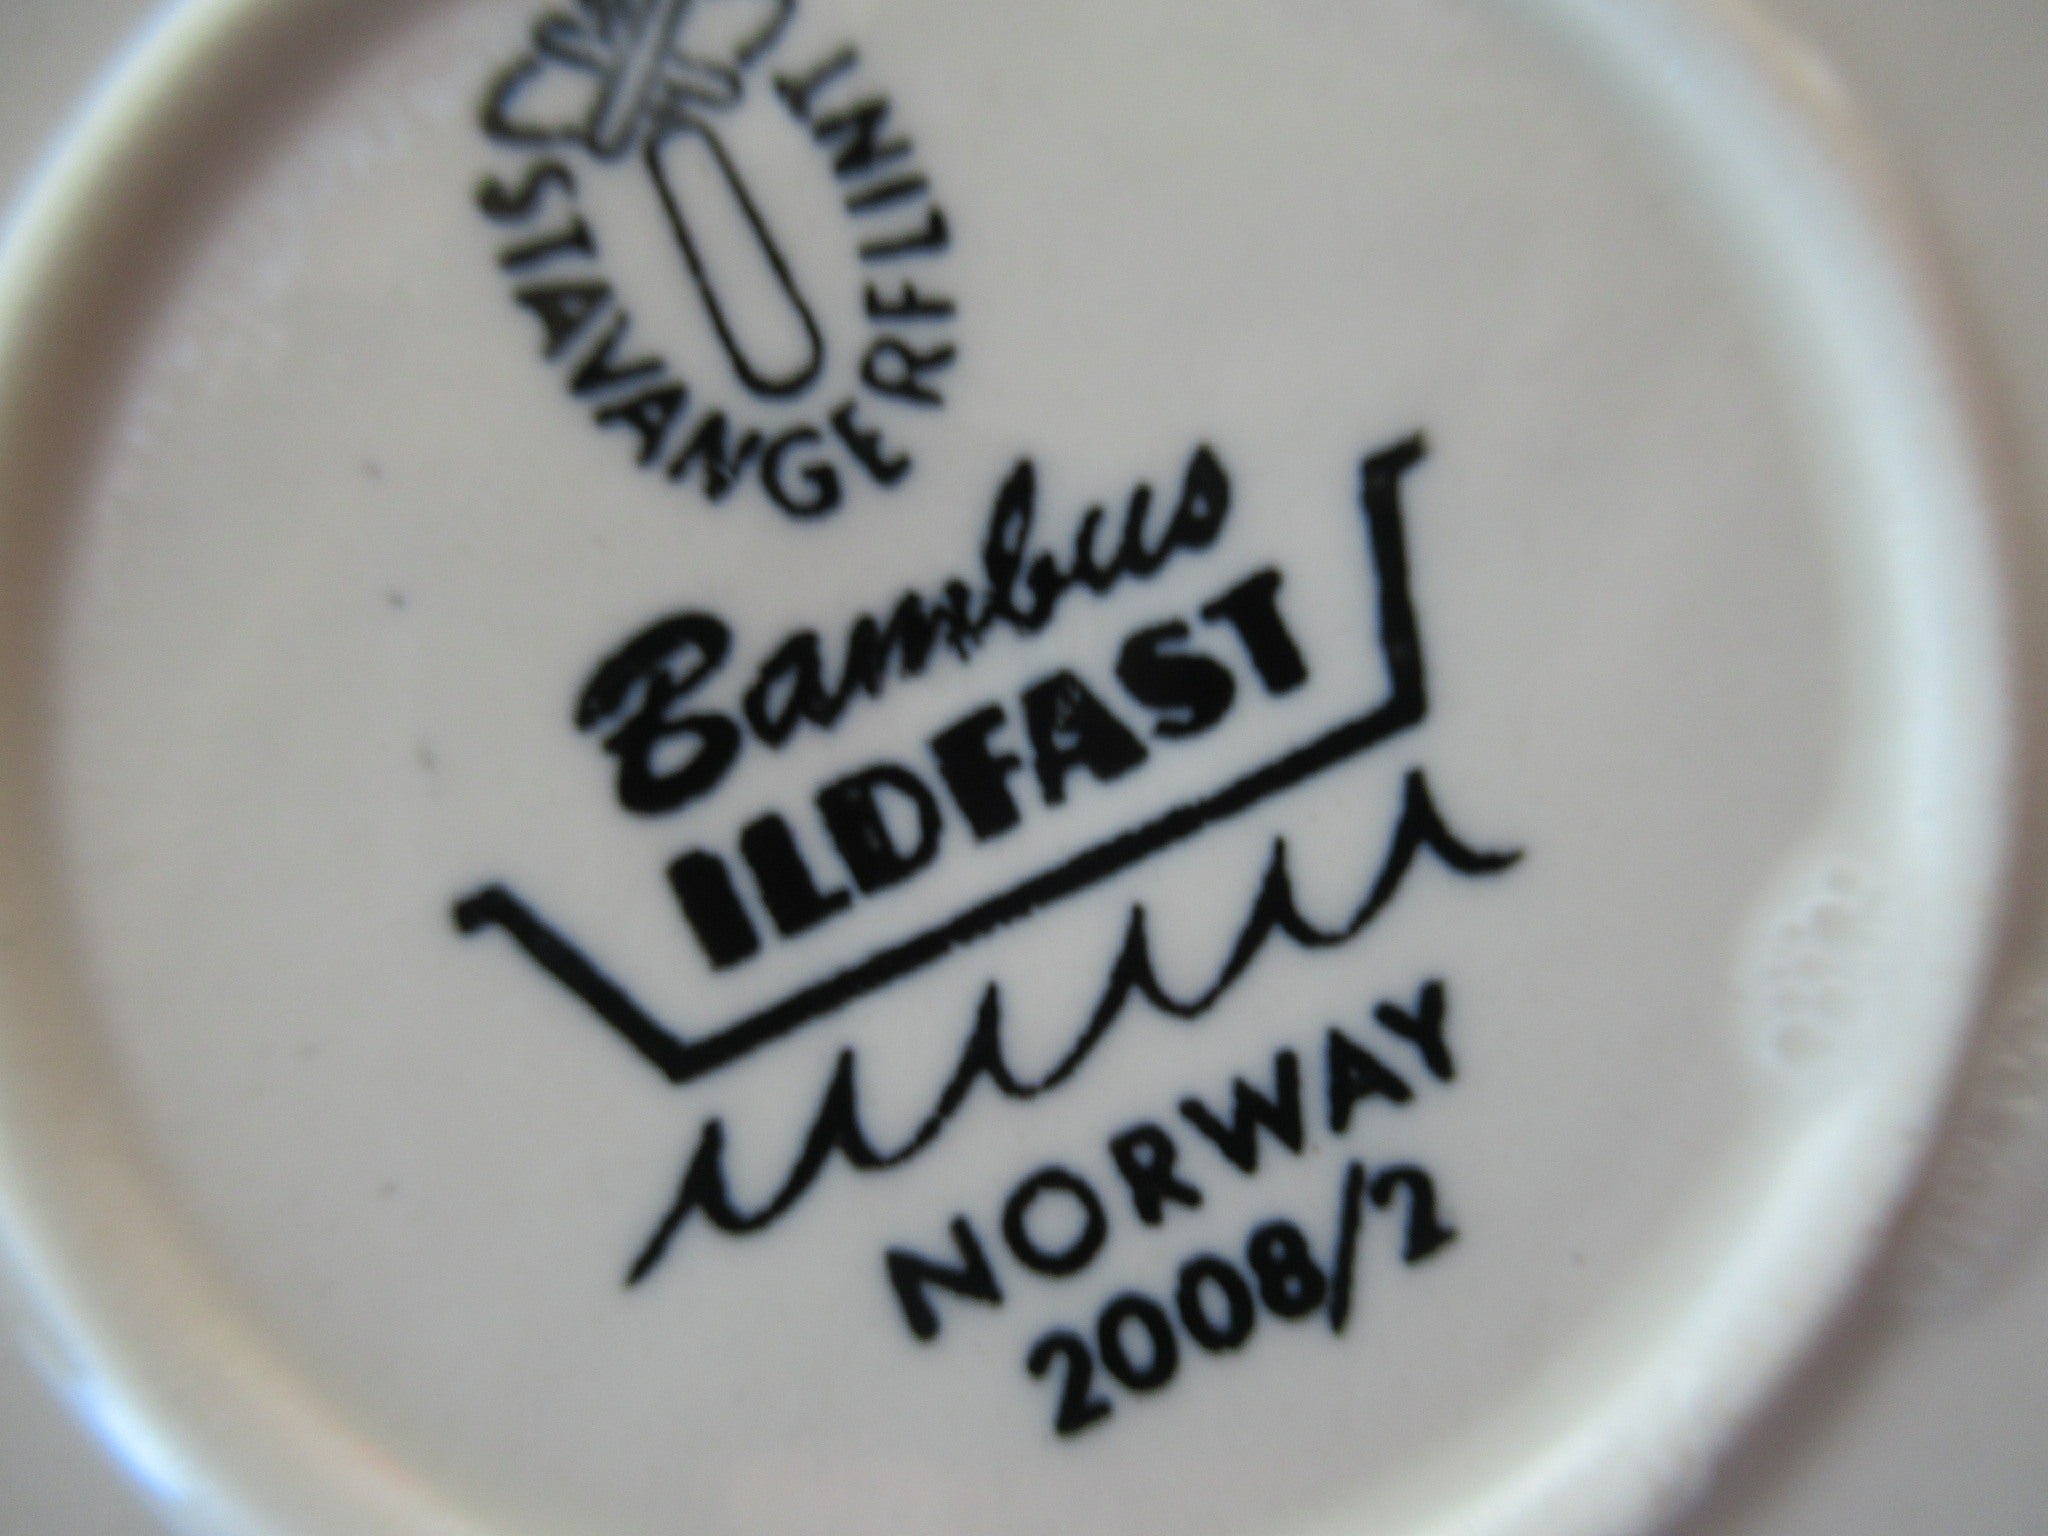 STAVANGERFLINT
Bambus
ILDFAST
NORWAY
2008/2